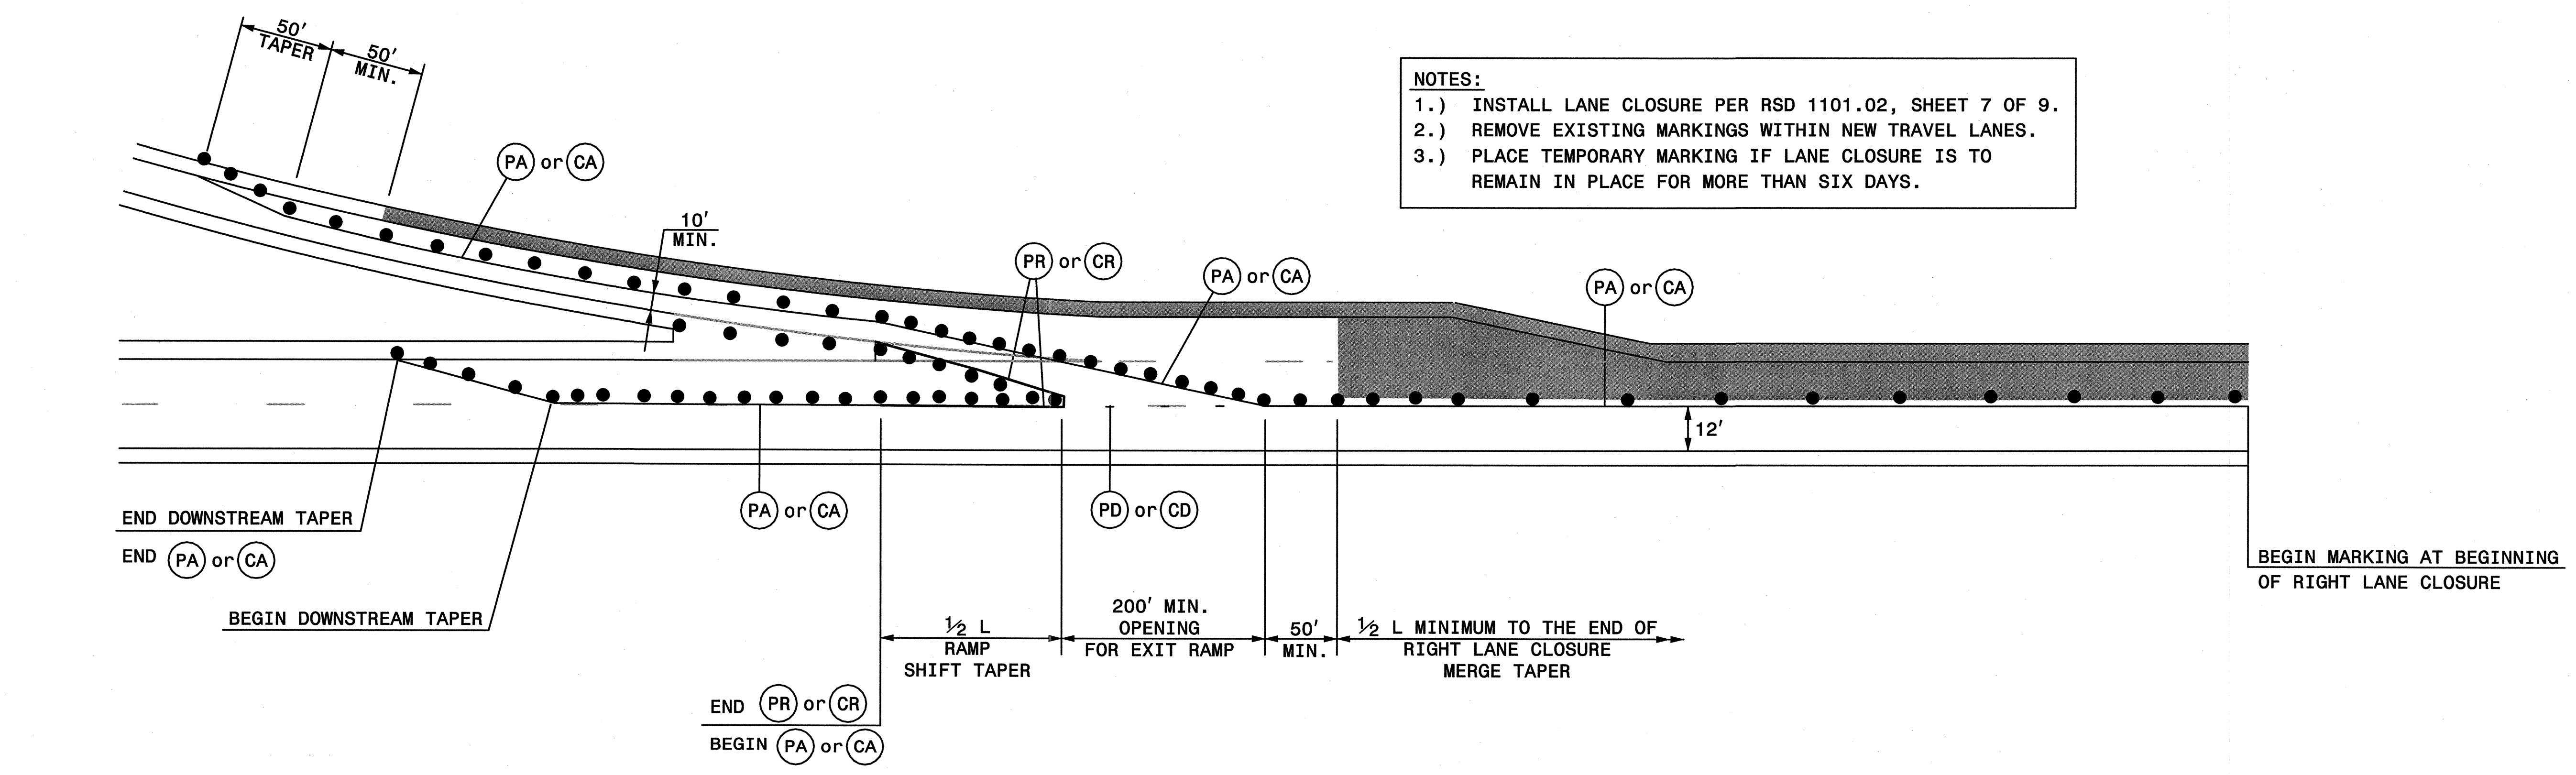 50'
TAPER
50'
MIN.
NOTES:
1.) INSTALL LANE CLOSURE PER RSD 1101.02, SHEET 7 OF 9.
2.) REMOVE EXISTING MARKINGS WITHIN NEW TRAVEL LANES.
3.) PLACE TEMPORARY MARKING IF LANE CLOSURE IS TO
REMAIN IN PLACE FOR MORE THAN SIX DAYS.
PA or CA
10'
MIN.
PR or CR
PA or CA
PA or CA
12'
PA or CA
PD or CD
END DOWNSTREAM TAPER
END PA or CA
BEGIN DOWNSTREAM TAPER
BEGIN MARKING AT BEGINNING
OF RIGHT LANE CLOSURE
½ L
RAMP
SHIFT TAPER
200' MIN.
OPENING
FOR EXIT RAMP
50'
MIN.
½ L MINIMUM TO THE END OF
RIGHT LANE CLOSURE
MERGE TAPER
END PR or CR
BEGIN PA or CA